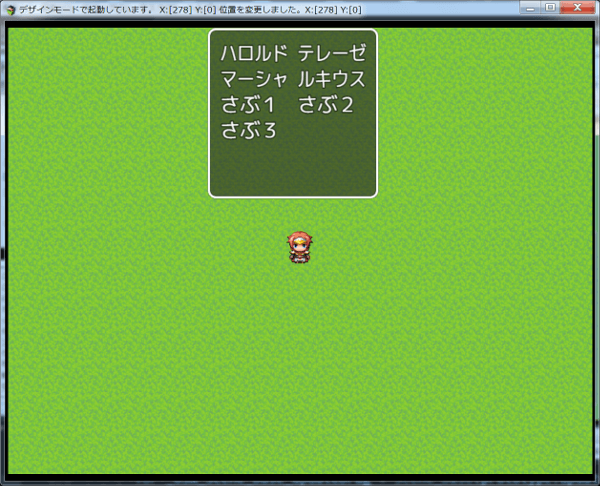 デザインモードで起動しています。 X:[278] Y:[0] 位置を変更しました。X:[278] Y:[0]
ハロルド テレーゼ
マーシャ ルキウス
さぶ１ さぶ２
さぶ３